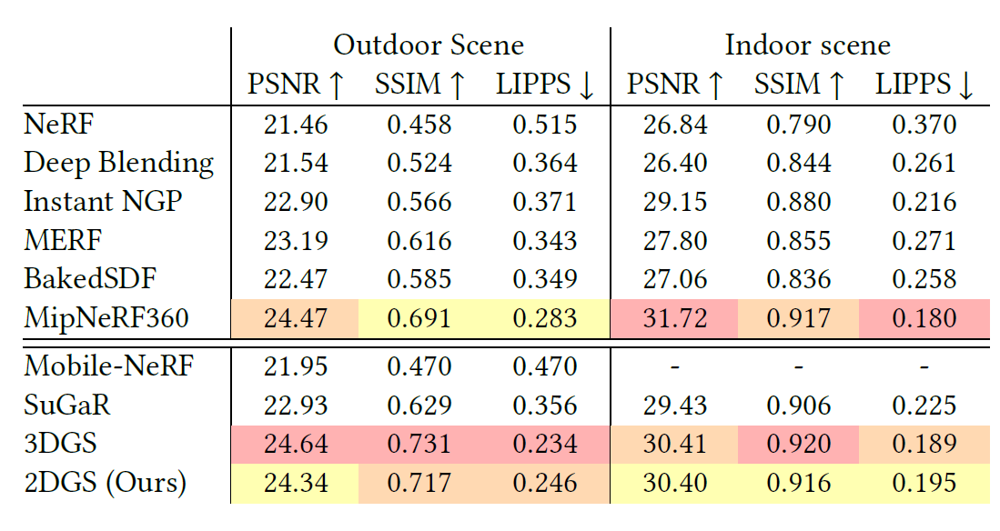 Outdoor Scene Indoor scene
PSNR ↑ SSIM ↑ LIPPS ↓ PSNR ↑ SSIM ↑ LIPPS ↓
NeRF 21.46 0.458 0.515 26.84 0.790 0.370
Deep Blending 21.54 0.524 0.364 26.40 0.844 0.261
Instant NGP 22.90 0.566 0.371 29.15 0.880 0.216
MERF 23.19 0.616 0.343 27.80 0.855 0.271
BakedSDF 22.47 0.585 0.349 27.06 0.836 0.258
MipNeRF360 24.47 0.691 0.283 31.72 0.917 0.180
Mobile-NeRF 21.95 0.470 0.470 - - -
SuGaR 22.93 0.629 0.356 29.43 0.906 0.225
3DGS 24.64 0.731 0.234 30.41 0.920 0.189
2DGS (Ours) 24.34 0.717 0.246 30.40 0.916 0.195